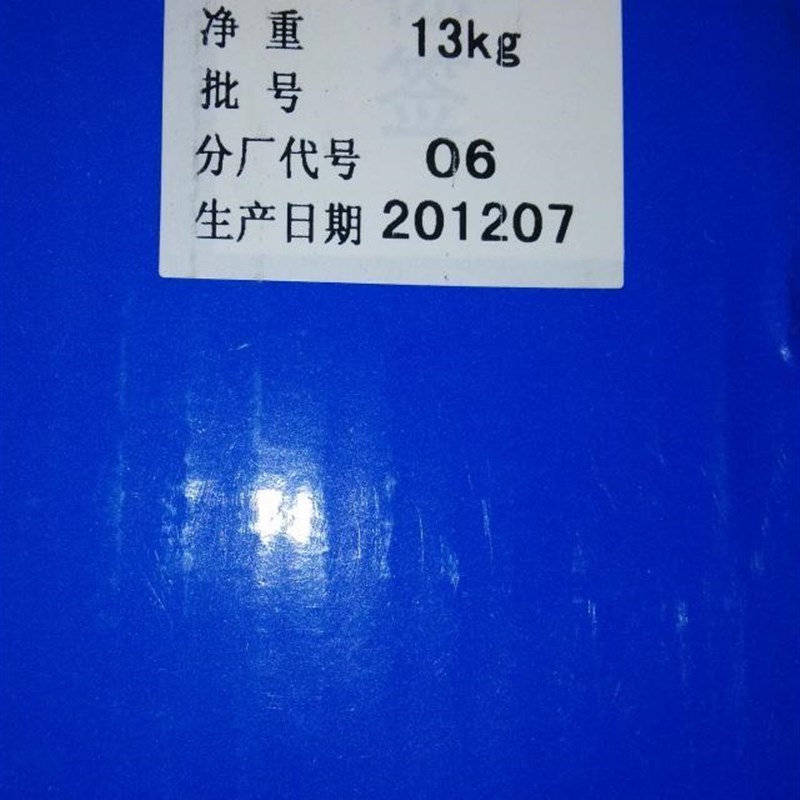 净 重 13kg
批 号
分厂代号 06
生产日期 201207